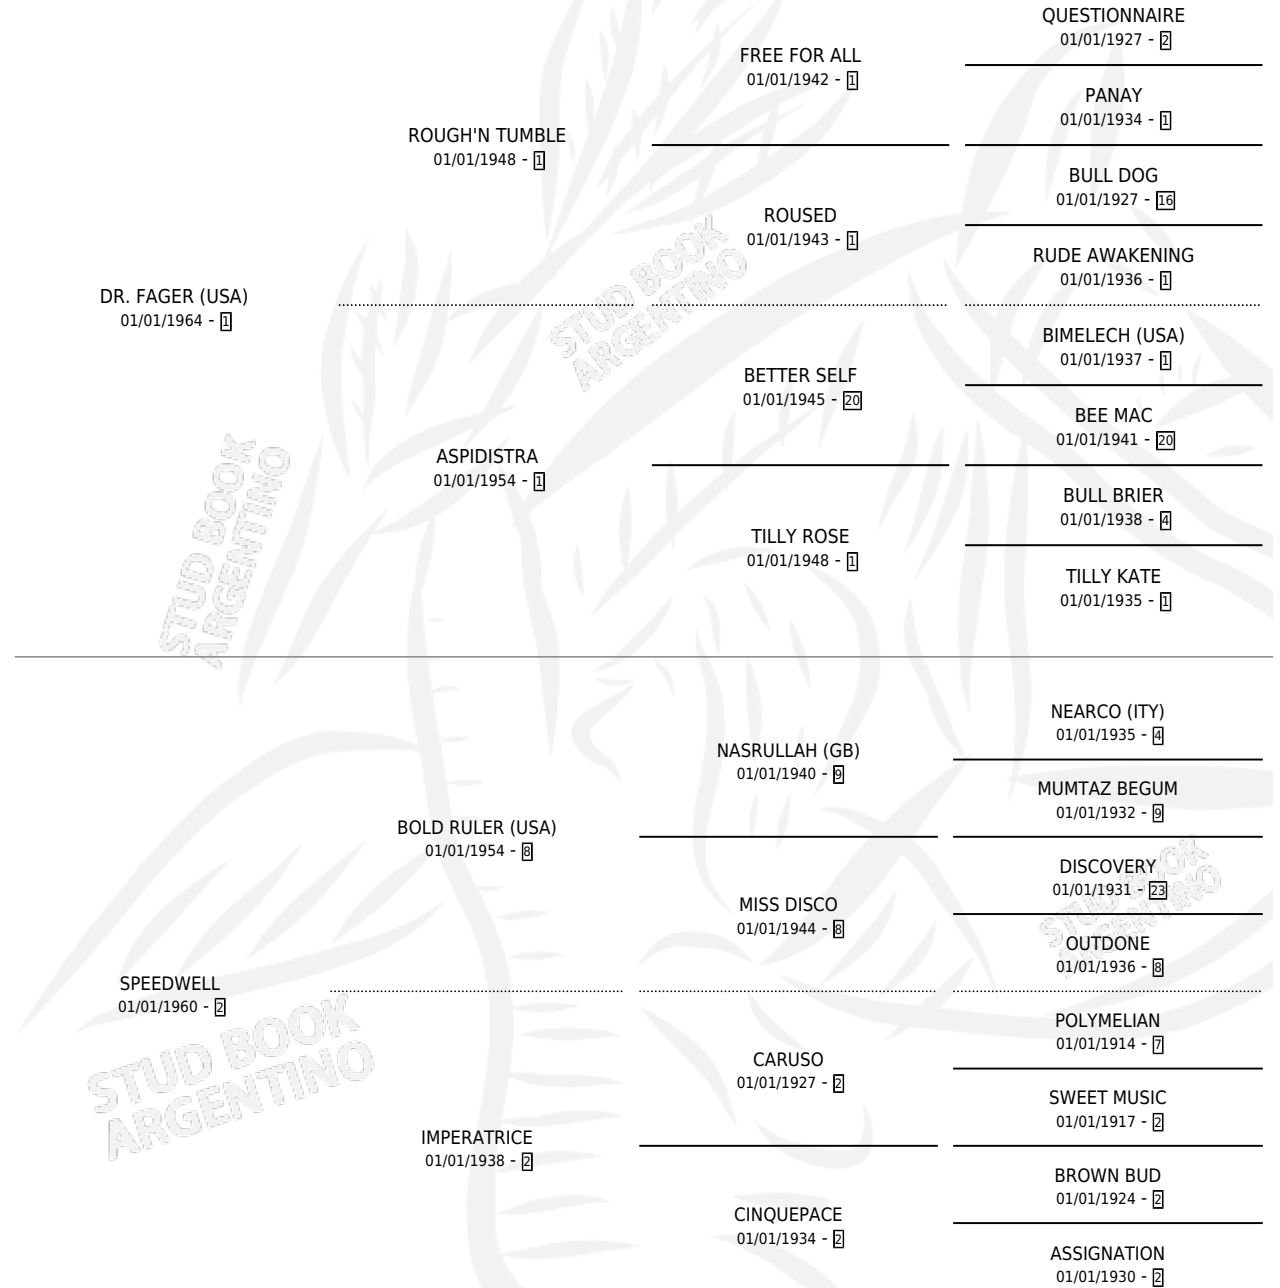 QUESTIONNAIRE
01/01/1927 - 2
FREE FOR ALL
01/01/1942 - 1
PANAY
01/01/1934 - 1
ROUGH'N TUMBLE
01/01/1948 - 1
BULL DOG
01/01/1927 - 16
ROUSED
01/01/1943 - 1
RUDE AWAKENING
01/01/1936 - 1
DR. FAGER (USA)
01/01/1964 - 1
BIMELECH (USA)
01/01/1937 - 1
BETTER SELF
01/01/1945 - 20
BEE MAC
01/01/1941 - 20
ASPIDISTRA
01/01/1954 - 1
BULL BRIER
01/01/1938 - 4
TILLY ROSE
01/01/1948 - 1
TILLY KATE
01/01/1935 - 1
STUD BOOK
ARGENTINO
STUD BOOK
ARGENTINO
NEARCO (ITY)
01/01/1935 - 4
NASRULLAH (GB)
01/01/1940 - 9
MUMTAZ BEGUM
01/01/1932 - 9
BOLD RULER (USA)
01/01/1954 - 8
DISCOVERY
01/01/1931 - 23
MISS DISCO
01/01/1944 - 8
OUTDONE
01/01/1936 - 8
SPEEDWELL
01/01/1960 - 2
POLYMELIAN
01/01/1914 - 7
CARUSO
01/01/1927 - 2
SWEET MUSIC
01/01/1917 - 2
IMPERATRICE
01/01/1938 - 2
BROWN BUD
01/01/1924 - 2
CINQUEPACE
01/01/1934 - 2
ASSIGNATION
01/01/1930 - 2
STUD BOOK
ARGENTINO
STUD BOOK
ARGENTINO